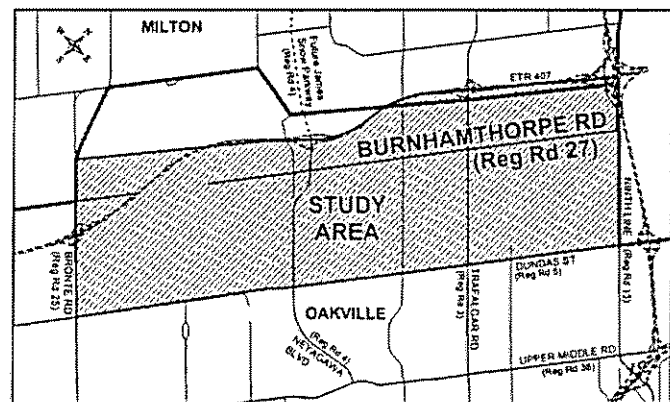 MILTON
Future James
Snow Parkway
(Reg Rd 4)
ETR 407
BURNHAMTHORPE RD
(Reg Rd 27)
STUDY
AREA
BRONTE RD
(Reg Rd 25)
NINTH LINE
(Reg Rd 13)
DUNDAS ST
(Reg Rd 5)
TRAFALGAR RD
(Reg Rd 3)
OAKVILLE
(Reg Rd 4)
NEYAGAWA
BLVD
UPPER MIDDLE RD
(Reg Rd 38)